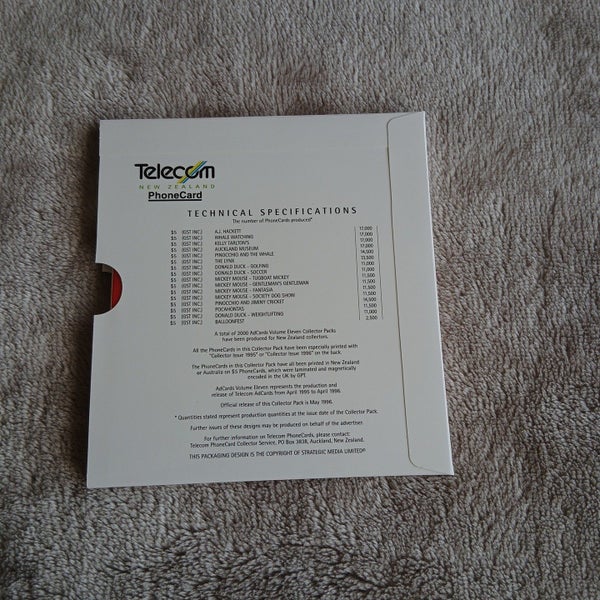 Telecom
NEW ZEALAND
PhoneCard
TECHNICAL SPECIFICATIONS
The number of PhoneCards produced*
$5 (GST INC.) A.J. HACKETT 17,000
$5 (GST INC.) WHALE WATCHING 17,000
$5 (GST INC.) KELLY TARLTON'S 17,000
$5 (GST INC.) AUCKLAND MUSEUM 17,000
$5 (GST INC.) PINOCCHIO AND THE WHALE 14,500
$5 (GST INC.) THE LYNX 13,500
$5 (GST INC.) DONALD DUCK - GOLFING 11,000
$5 (GST INC.) DONALD DUCK - SOCCER 11,000
$5 (GST INC.) MICKEY MOUSE - TUGBOAT MICKEY 11,500
$5 (GST INC.) MICKEY MOUSE - GENTLEMAN'S GENTLEMAN 11,500
$5 (GST INC.) MICKEY MOUSE - FANTASIA 11,500
$5 (GST INC.) MICKEY MOUSE - SOCIETY DOG SHOW 11,500
$5 (GST INC.) PINOCCHIO AND JIMINY CRICKET 14,500
$5 (GST INC.) POCAHONTAS 11,500
$5 (GST INC.) DONALD DUCK - WEIGHTLIFTING 11,000
$5 (GST INC.) BALLOONFEST 2,500
A total of 2000 AdCards Volume Eleven Collector Packs
have been produced for New Zealand collectors.
All the PhoneCards in this Collector Pack have been especially printed with
"Collector Issue 1995" or "Collector Issue 1996" on the back.
The PhoneCards in this Collector Pack have all been printed in New Zealand
or Australia on $5 PhoneCards, which were laminated and magnetically
encoded in the UK by GPT.
AdCards Volume Eleven represents the production and
release of Telecom AdCards from April 1995 to April 1996.
Official release of this Collector Pack is May 1996.
* Quantities stated represent production quantities at the issue date of the Collector Pack.
Further issues of these designs may be produced on behalf of the advertiser.
For further information on Telecom PhoneCards, please contact:
Telecom PhoneCard Collector Service, PO Box 3838, Auckland, New Zealand.
THIS PACKAGING DESIGN IS THE COPYRIGHT OF STRATEGIC MEDIA LIMITED©